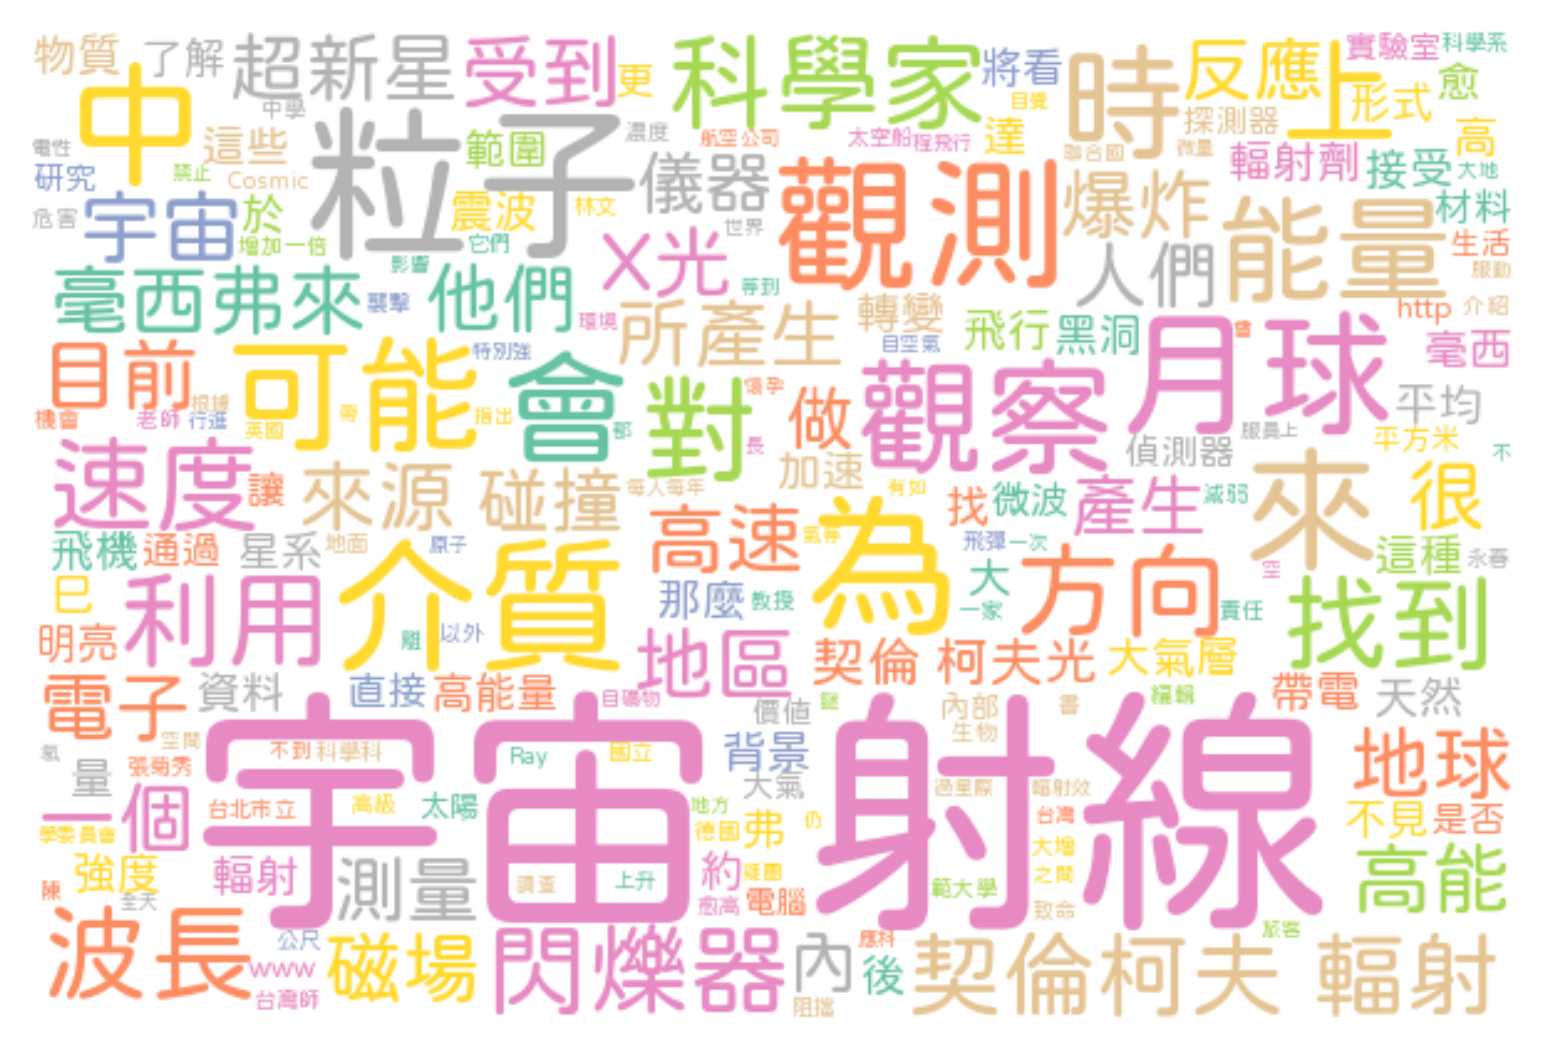 物質 了解 超新星 受到 更 科學家 將看 時 反應 上 實驗室 科學系
中 中學 形式 愈
電性 這些 粒子 範圍 濃度 航空公司 太空船 程飛行 達 探測器 高
研究 禁止 Cosmic 儀器 觀測 聯合國 微量 輻射劑 接受 大地
危害 宇宙 於 震波 林文 世界 爆炸 能量 材料
增加一倍 它們 X光 人們 生活
毫西弗來 影響 襲擊 他們 等到 服勤
環境 所產生 轉變 飛行 黑洞 月球 http 介紹
目前 可能 特別強 目空氣 會 毫西
會 對 懷孕 做 觀察 平均
機會 老師 根據 行進 英國 指出 都 長 服員上 平方米
速度 讓 來源 碰撞 每人每年 加速 有如 偵測器 來 很 不
高速 找 微波 產生 減弱
飛機 通過 星系 地面 原子 為 飛彈 一次 這種 永春
巳 利用 介質 那麼 教授 大 方向 找到
明亮 離 以外 地區 一家 責任
契倫 柯夫光 大氣層
電子 資料 直接 高能量 目礦物 價值 謎 內部 書 編輯 帶電 天然
氫 空間 宇宙射線 生物
量 張菊秀 不到 科學科 Ray 國立 背景 大氣 地球
一個 台北市立 高級 太陽 地方 過星際 輻射效
學委員會 德國 弗 仍 台灣 不見 是否
強度 輻射 測量 調查 上升 約 疑團 大增 之間 高能
陳 全天 愈高 電腦 範大學 致命
波長 公尺 磁場 閃爍器 內 應科 後 契倫柯夫 輻射 旅客
www 台灣師